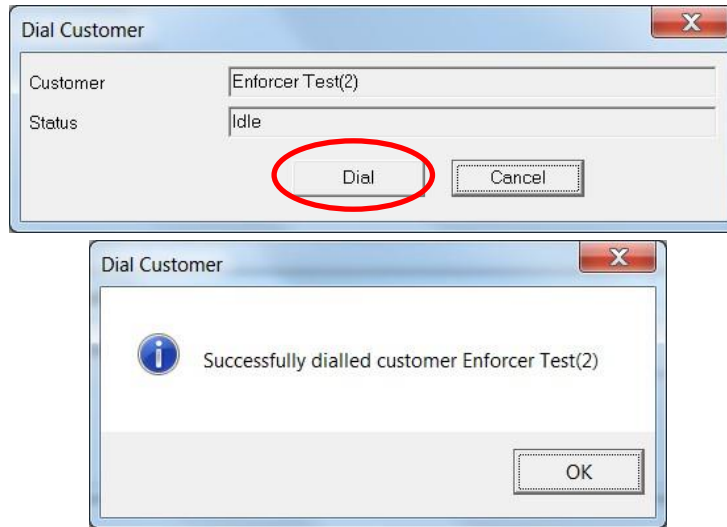 Dial Customer
Customer Enforcer Test(2)
Status Idle
Dial Cancel
Dial Customer
Successfully dialled customer Enforcer Test(2)
OK